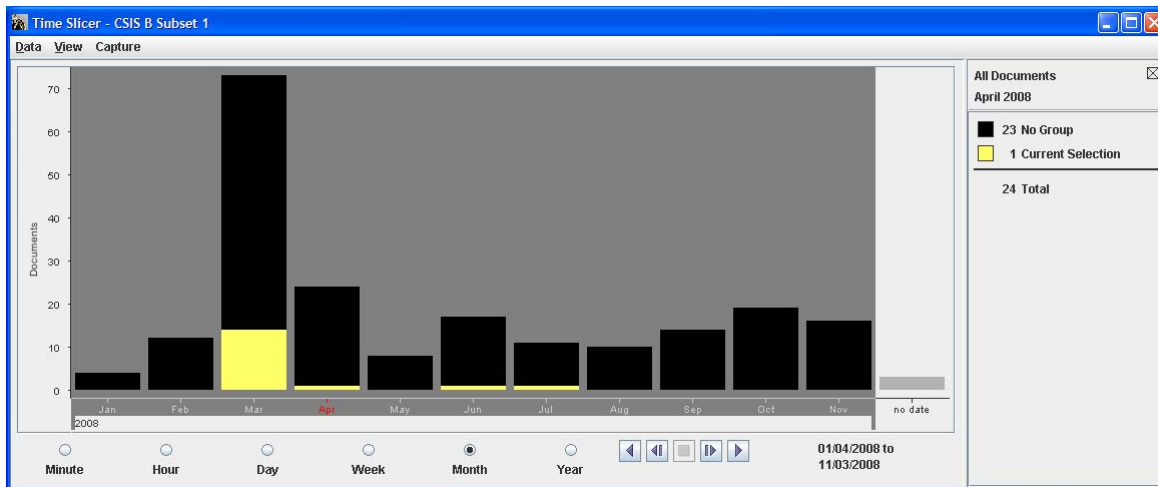 Time Slicer - CSIS B Subset 1
Data View Capture
70
60
50
40
30
20
10
0
Documents
Jan Feb Mar Apr May Jun Jul Aug Sep Oct Nov no date
2008
Minute Hour Day Week Month Year
01/04/2008 to
11/03/2008
All Documents
April 2008
23 No Group
1 Current Selection
24 Total